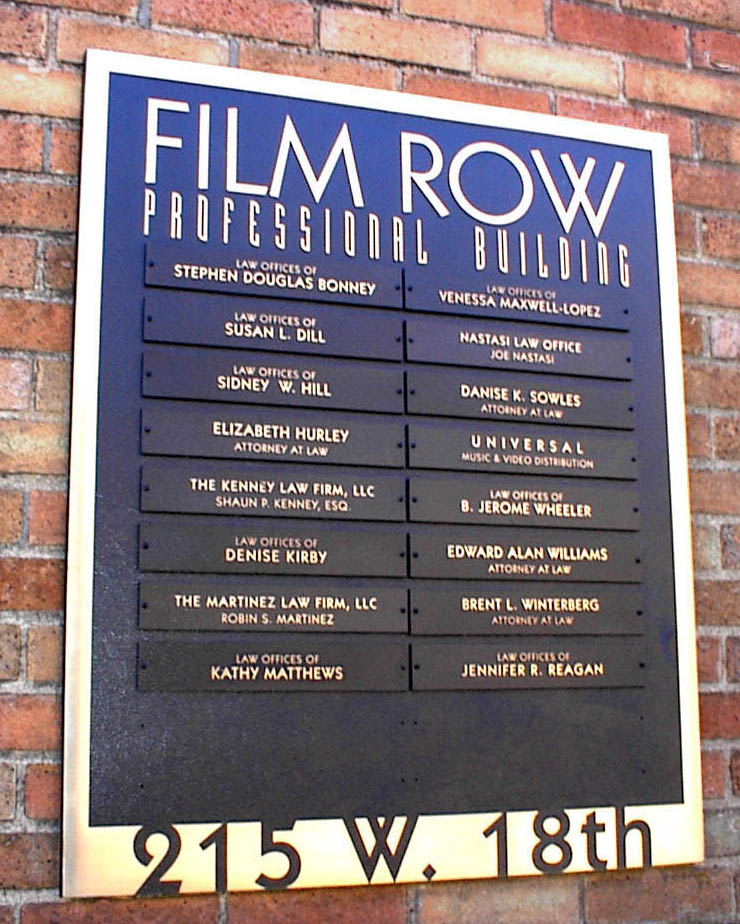 FILM ROW
PROFESSIONAL BUILDING
LAW OFFICES OF
STEPHEN DOUGLAS BONNEY
LAW OFFICES OF
SUSAN L. DILL
LAW OFFICES OF
SIDNEY W. HILL
ELIZABETH HURLEY
ATTORNEY AT LAW
THE KENNEY LAW FIRM, LLC
SHAUN P. KENNEY, ESQ.
LAW OFFICES OF
DENISE KIRBY
THE MARTINEZ LAW FIRM, LLC
ROBIN S. MARTINEZ
LAW OFFICES OF
KATHY MATTHEWS
LAW OFFICES OF
VENESSA MAXWELL-LOPEZ
NASTASI LAW OFFICE
JOE NASTASI
DANISE K. SOWLES
ATTORNEY AT LAW
UNIVERSAL
MUSIC & VIDEO DISTRIBUTION
LAW OFFICES OF
B. JEROME WHEELER
EDWARD ALAN WILLIAMS
ATTORNEY AT LAW
BRENT L. WINTERBERG
ATTORNEY AT LAW
LAW OFFICES OF
JENNIFER R. REAGAN
215 W. 18th